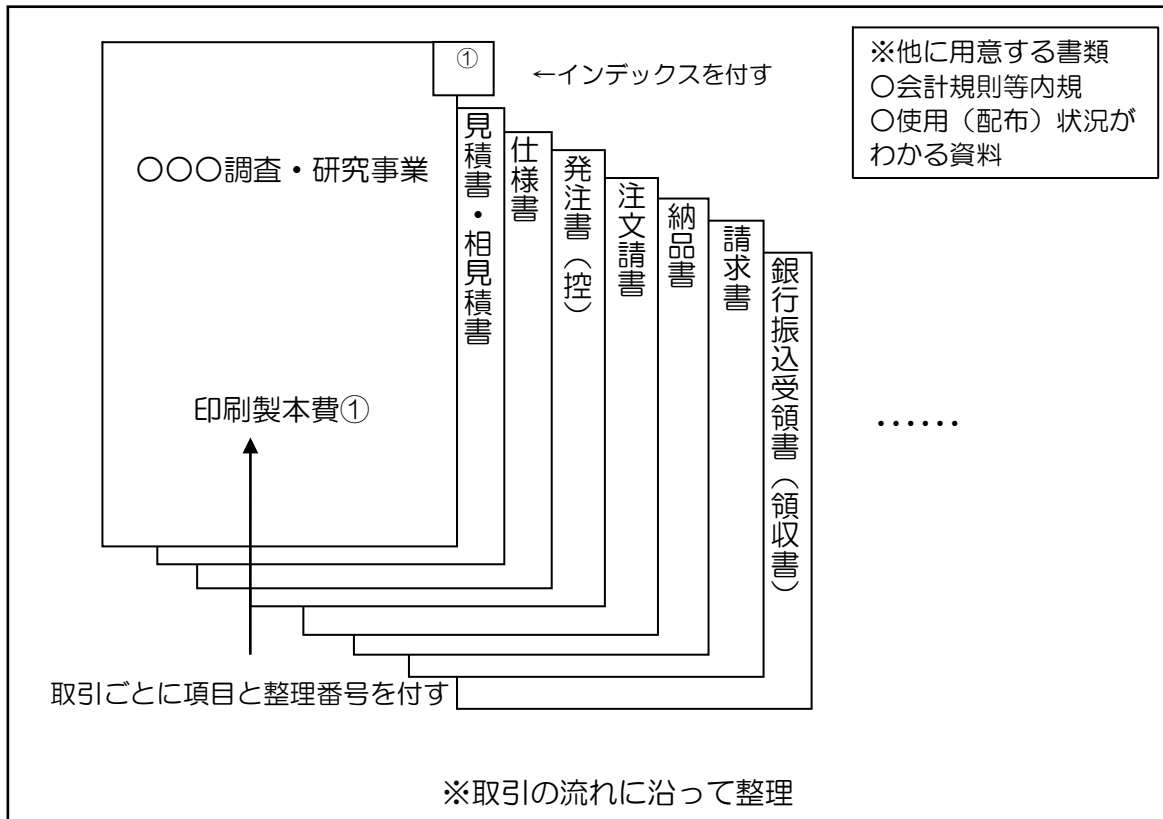 ①
←インデックスを付す
※他に用意する書類
〇会計規則等内規
〇使用（配布）状況が
わかる資料
〇〇〇調査・研究事業
印刷製本費①
見積書・相見積書
仕様書
発注書（控）
注文請書
納品書
請求書
銀行振込受領書（領収書）
……
取引ごとに項目と整理番号を付す
※取引の流れに沿って整理